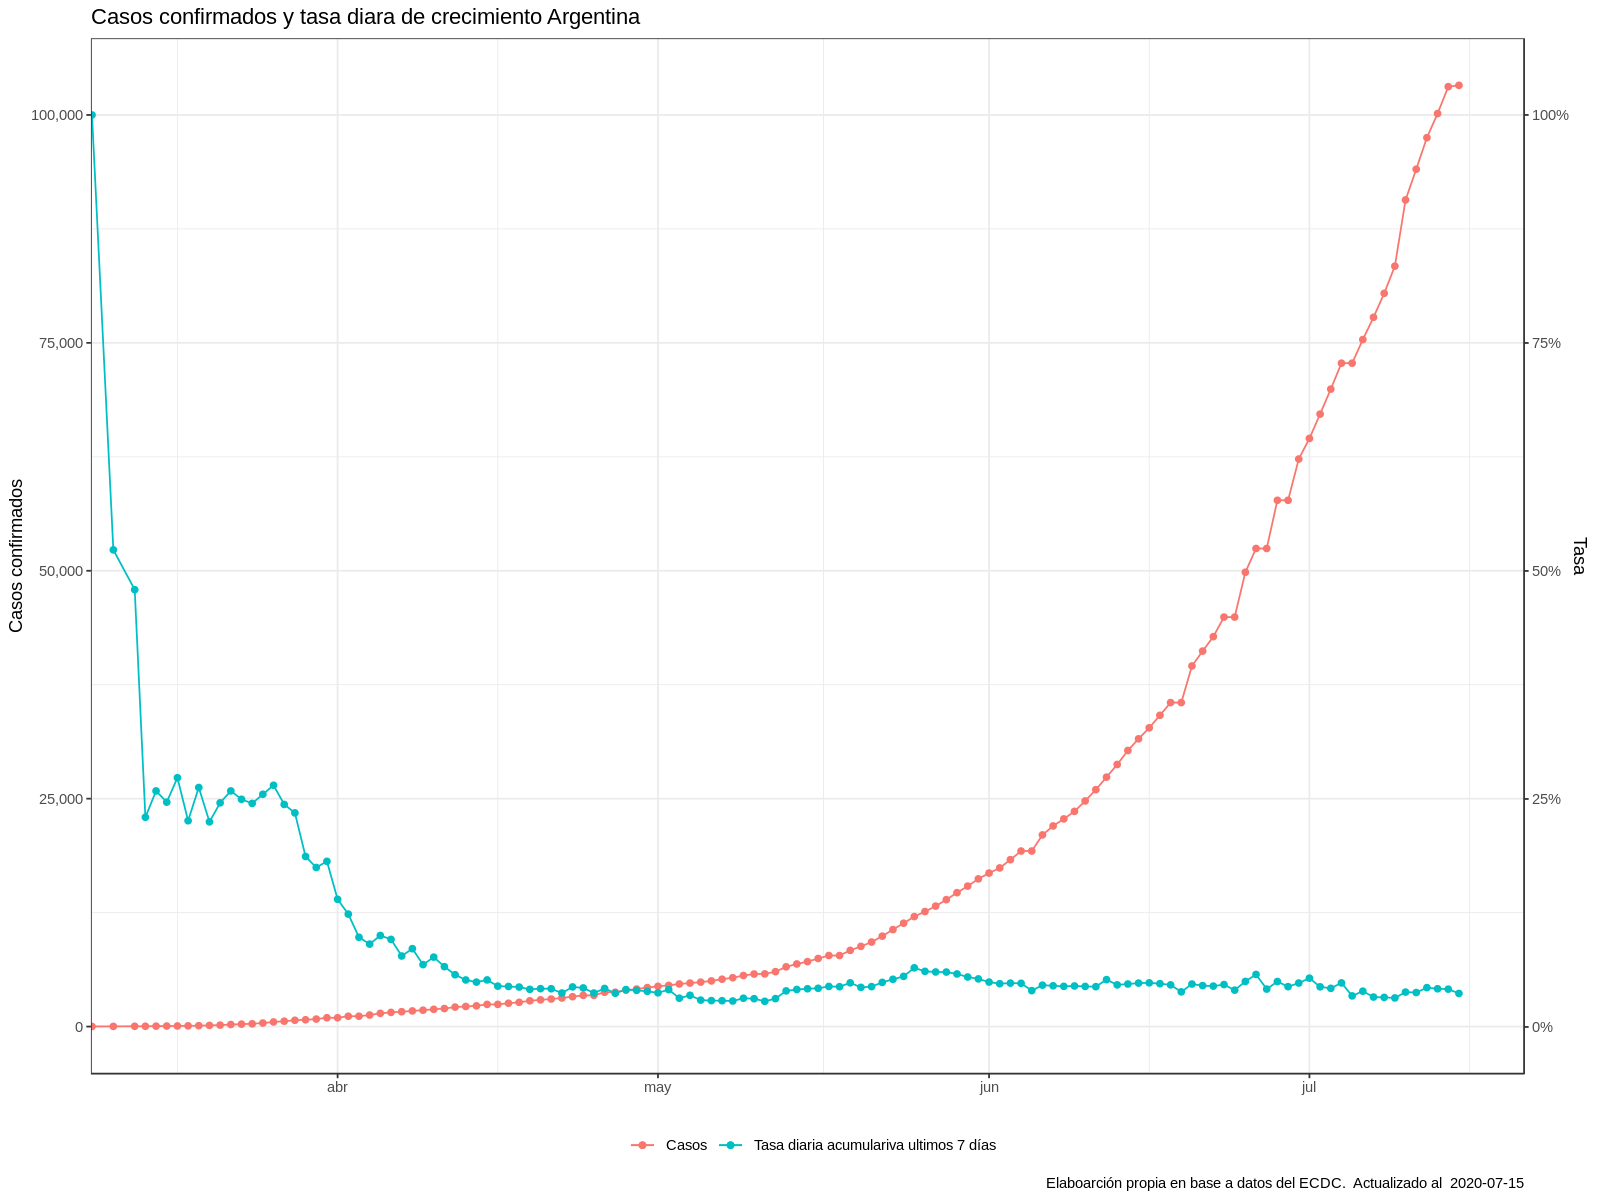 Casos confirmados y tasa diara de crecimiento Argentina
100,000
75,000
50,000
25,000
0
Casos confirmados
100%
75%
50%
25%
0%
Tasa
abr
may
jun
jul
Casos
Tasa diaria acumulariva ultimos 7 días
Elaboarción propia en base a datos del ECDC.  Actualizado al  2020-07-15